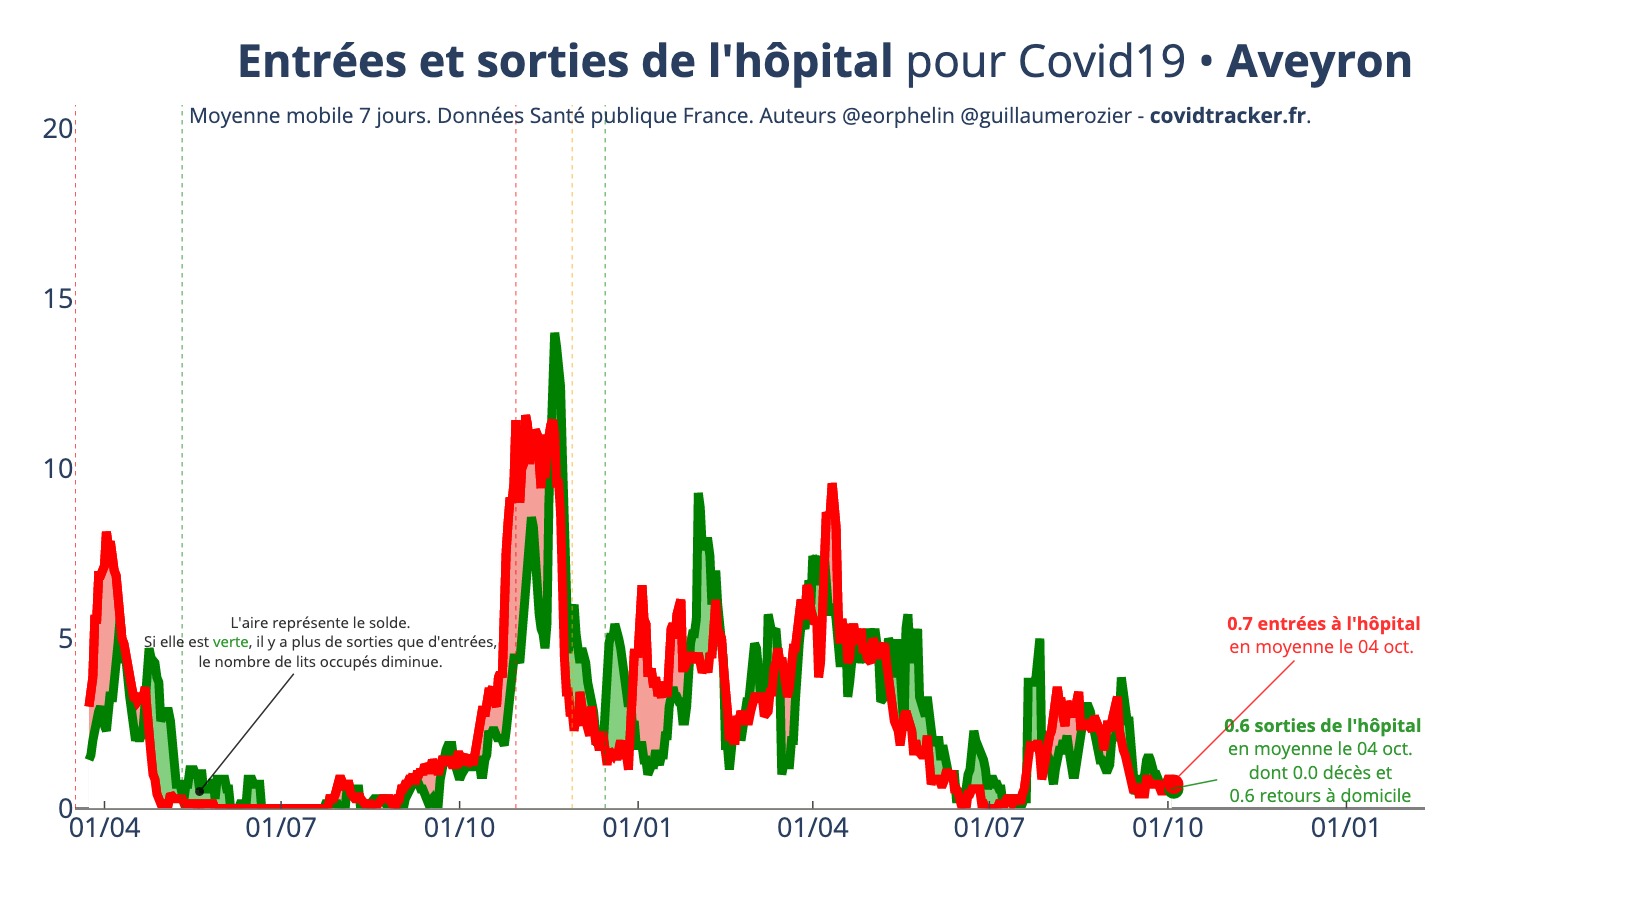 Entrées et sorties de l'hôpital pour Covid19 • Aveyron
Moyenne mobile 7 jours. Données Santé publique France. Auteurs @eorphelin @guillaumerozier - covidtracker.fr.
20
15
10
5
0
L'aire représente le solde.
Si elle est verte, il y a plus de sorties que d'entrées,
le nombre de lits occupés diminue.
0.7 entrées à l'hôpital
en moyenne le 04 oct.
0.6 sorties de l'hôpital
en moyenne le 04 oct.
dont 0.0 décès et
0.6 retours à domicile
01/04 01/07 01/10 01/01 01/04 01/07 01/10 01/01